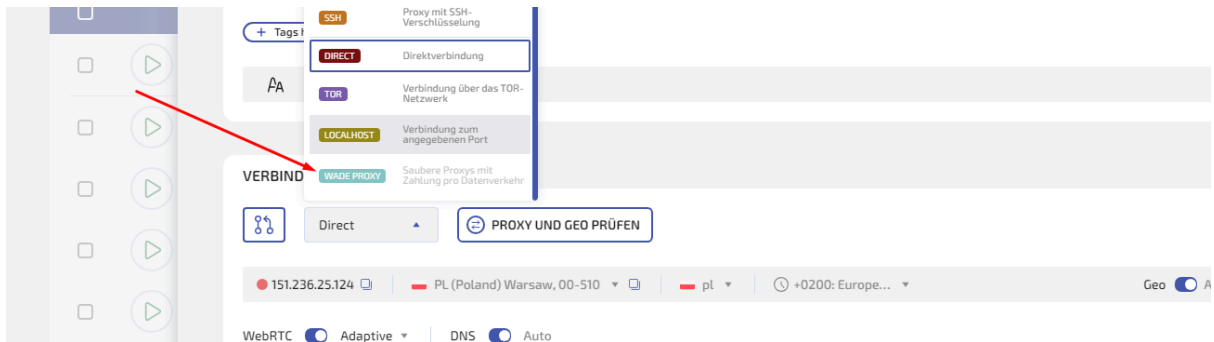 SSH
Proxy mit SSH-
Verschlüsselung
+ Tags
DIRECT
Direktverbindung
AA
TOR
Verbindung über das TOR-
Netzwerk
LOCALHOST
Verbindung zum
angegebenen Port
VERBIND
WADE PROXY
Saubere Proxys mit
Zahlung pro Datenverkehr
Direct
PROXY UND GEO PRÜFEN
151.236.25.124
PL (Poland) Warsaw, 00-510
pl
+0200: Europe...
Geo
A
WebRTC
Adaptive
DNS
Auto